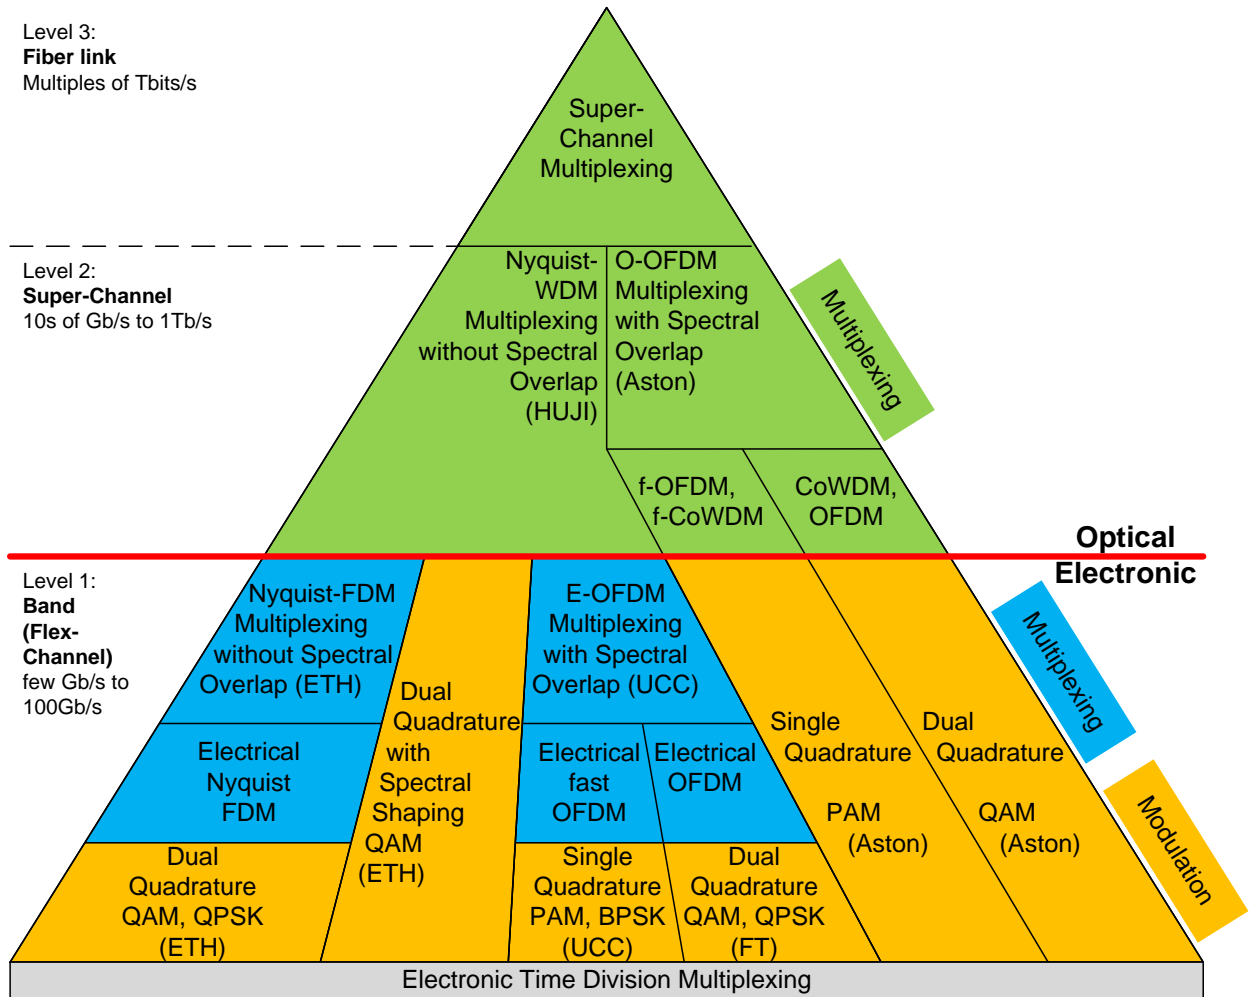 Level 3:
Fiber link
Multiples of Tbits/s
Super-
Channel
Multiplexing
Level 2:
Super-Channel
10s of Gb/s to 1Tb/s
Nyquist-
WDM
Multiplexing
without Spectral
Overlap
(HUJI)
O-OFDM
Multiplexing
with Spectral
Overlap
(Aston)
Multiplexing
f-OFDM,
f-CoWDM
CoWDM,
OFDM
Optical
Electronic
Level 1:
Band
(Flex-
Channel)
few Gb/s to
100Gb/s
Nyquist-FDM
Multiplexing
without Spectral
Overlap (ETH)
Dual
Quadrature
with
Spectral
Shaping
QAM
(ETH)
E-OFDM
Multiplexing
with Spectral
Overlap (UCC)
Single
Quadrature
PAM
(Aston)
Dual
Quadrature
QAM
(Aston)
Multiplexing
Electrical
Nyquist
FDM
Electrical
fast
OFDM
Electrical
OFDM
Modulation
Dual
Quadrature
QAM, QPSK
(ETH)
Single
Quadrature
PAM, BPSK
(UCC)
Dual
Quadrature
QAM, QPSK
(FT)
Electronic Time Division Multiplexing